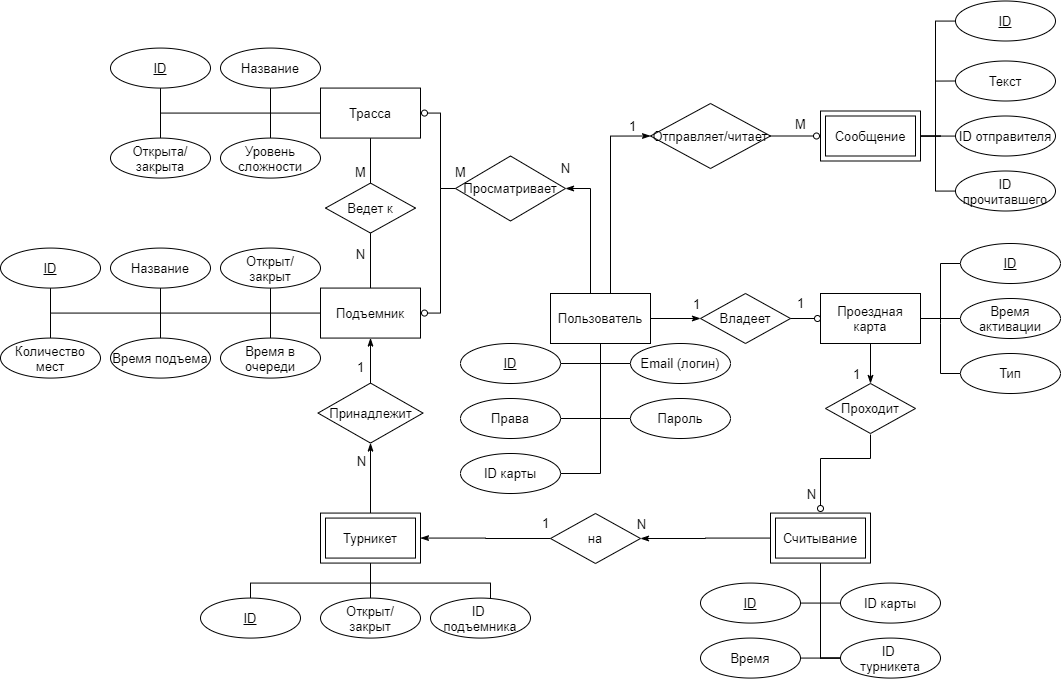 ID
Название
Трасса
Открыта/
закрыта
Уровень
сложности
M
Ведет к
N
ID
Название
Открыт/
закрыт
Подъемник
Количество
мест
Время подъема
Время в
очереди
1
Принадлежит
N
Турникет
ID
Открыт/
закрыт
ID
подъемника
M
Просматривает
N
1
Отправляет/читает
M
Сообщение
ID
Текст
ID отправителя
ID
прочитавшего
Пользователь
1
Владеет
1
Проездная
карта
ID
Время
активации
Тип
ID
Email (логин)
Права
Пароль
ID карты
1
Проходит
N
1
на
N
Считывание
ID
ID карты
Время
ID
турникета